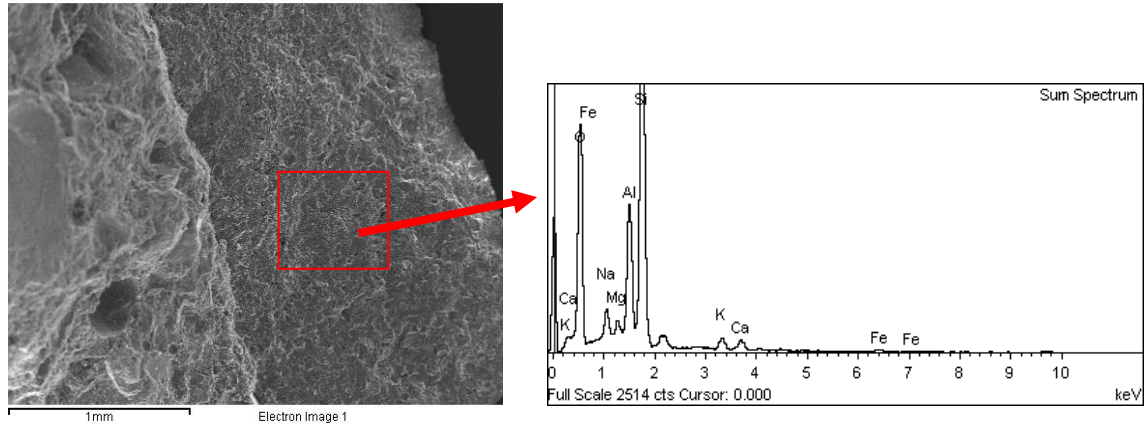 1mm
Electron Image 1
Sum Spectrum
Si
Fe
O
Al
Na
Mg
Ca
K
K
Ca
Fe
Fe
0 1 2 3 4 5 6 7 8 9 10
Full Scale 2514 cts Cursor: 0.000
keV